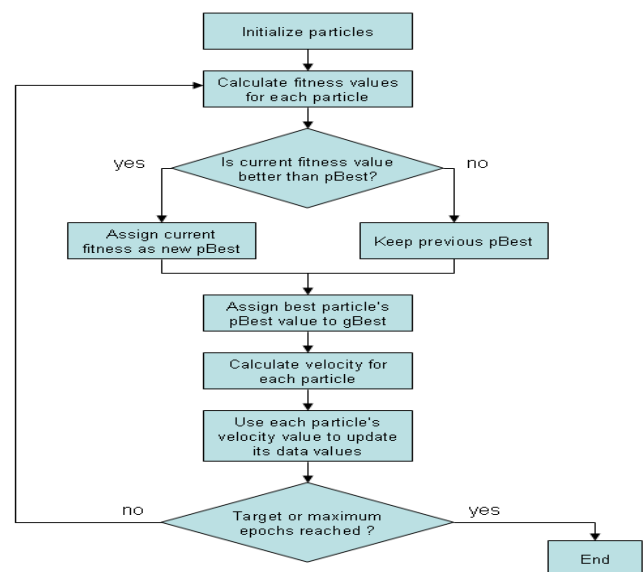 Initialize particles
Calculate fitness values
for each particle
yes
Is current fitness value
better than pBest?
no
Assign current
fitness as new pBest
Keep previous pBest
Assign best particle's
pBest value to gBest
Calculate velocity for
each particle
Use each particle's
velocity value to update
its data values
no
Target or maximum
epochs reached ?
yes
End